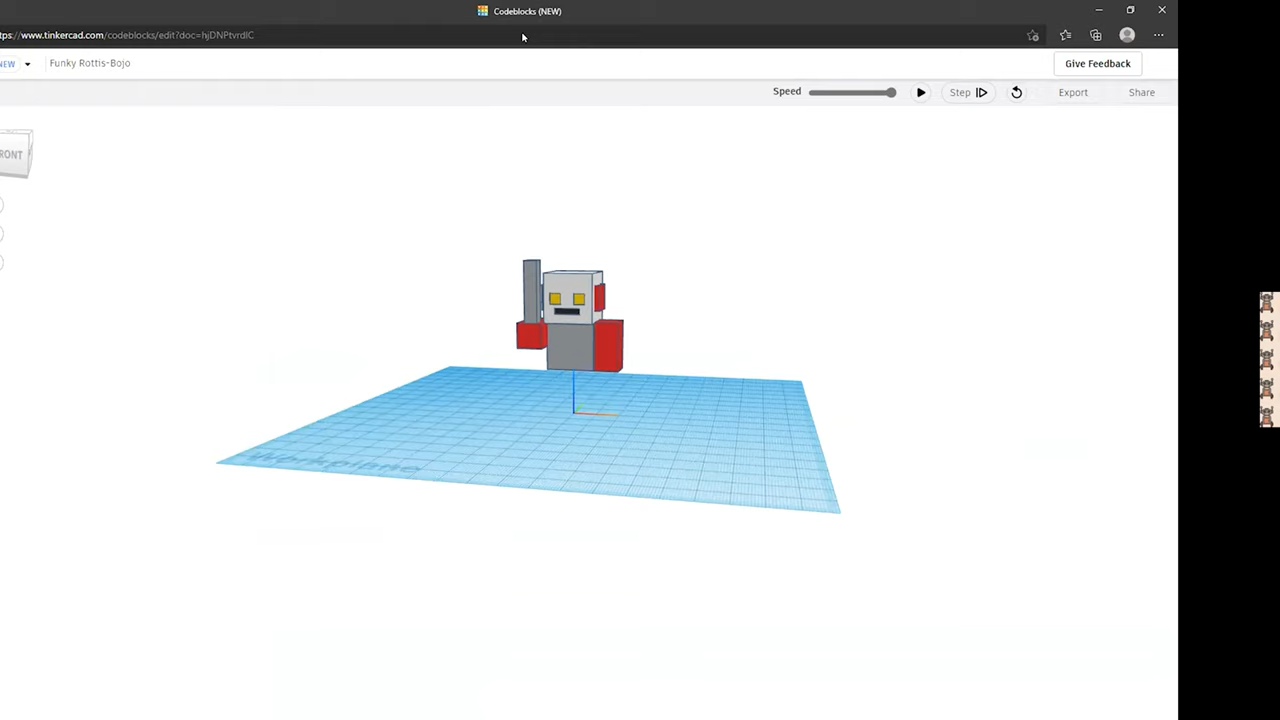 Codeblocks (NEW)
tps://www.tinkercad.com/codeblocks/edit?doc=hjDNPtvrdlC
NEW
Funky Rottis-Bojo
Give Feedback
Speed
Step
Export
Share
RONT